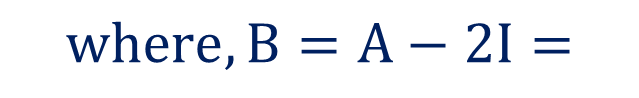 where, B = A − 2I =